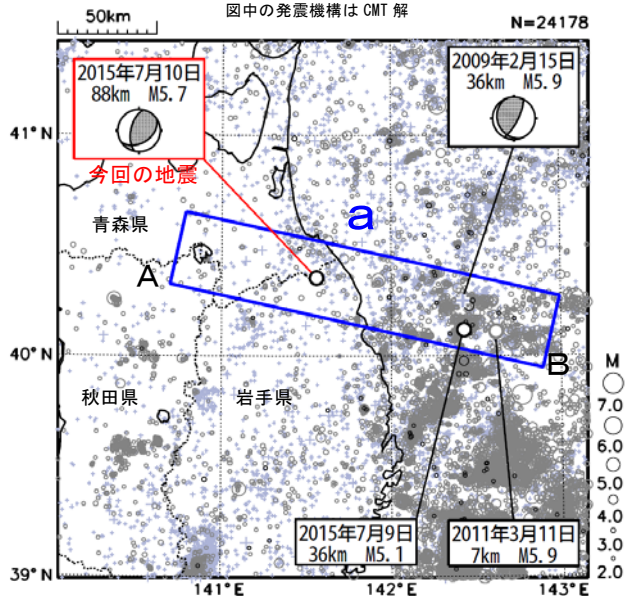 図中の発震機構は CMT 解
50km
N=24178
2015年7月10日
88km M5.7
今回の地震
2009年2月15日
36km M5.9
41°N
青森県
a
A
40°N
B
秋田県
岩手県
M
7.0
6.0
5.0
4.0
3.0
2.0
2015年7月9日
36km M5.1
2011年3月11日
7km M5.9
39°N
141°E
142°E
143°E